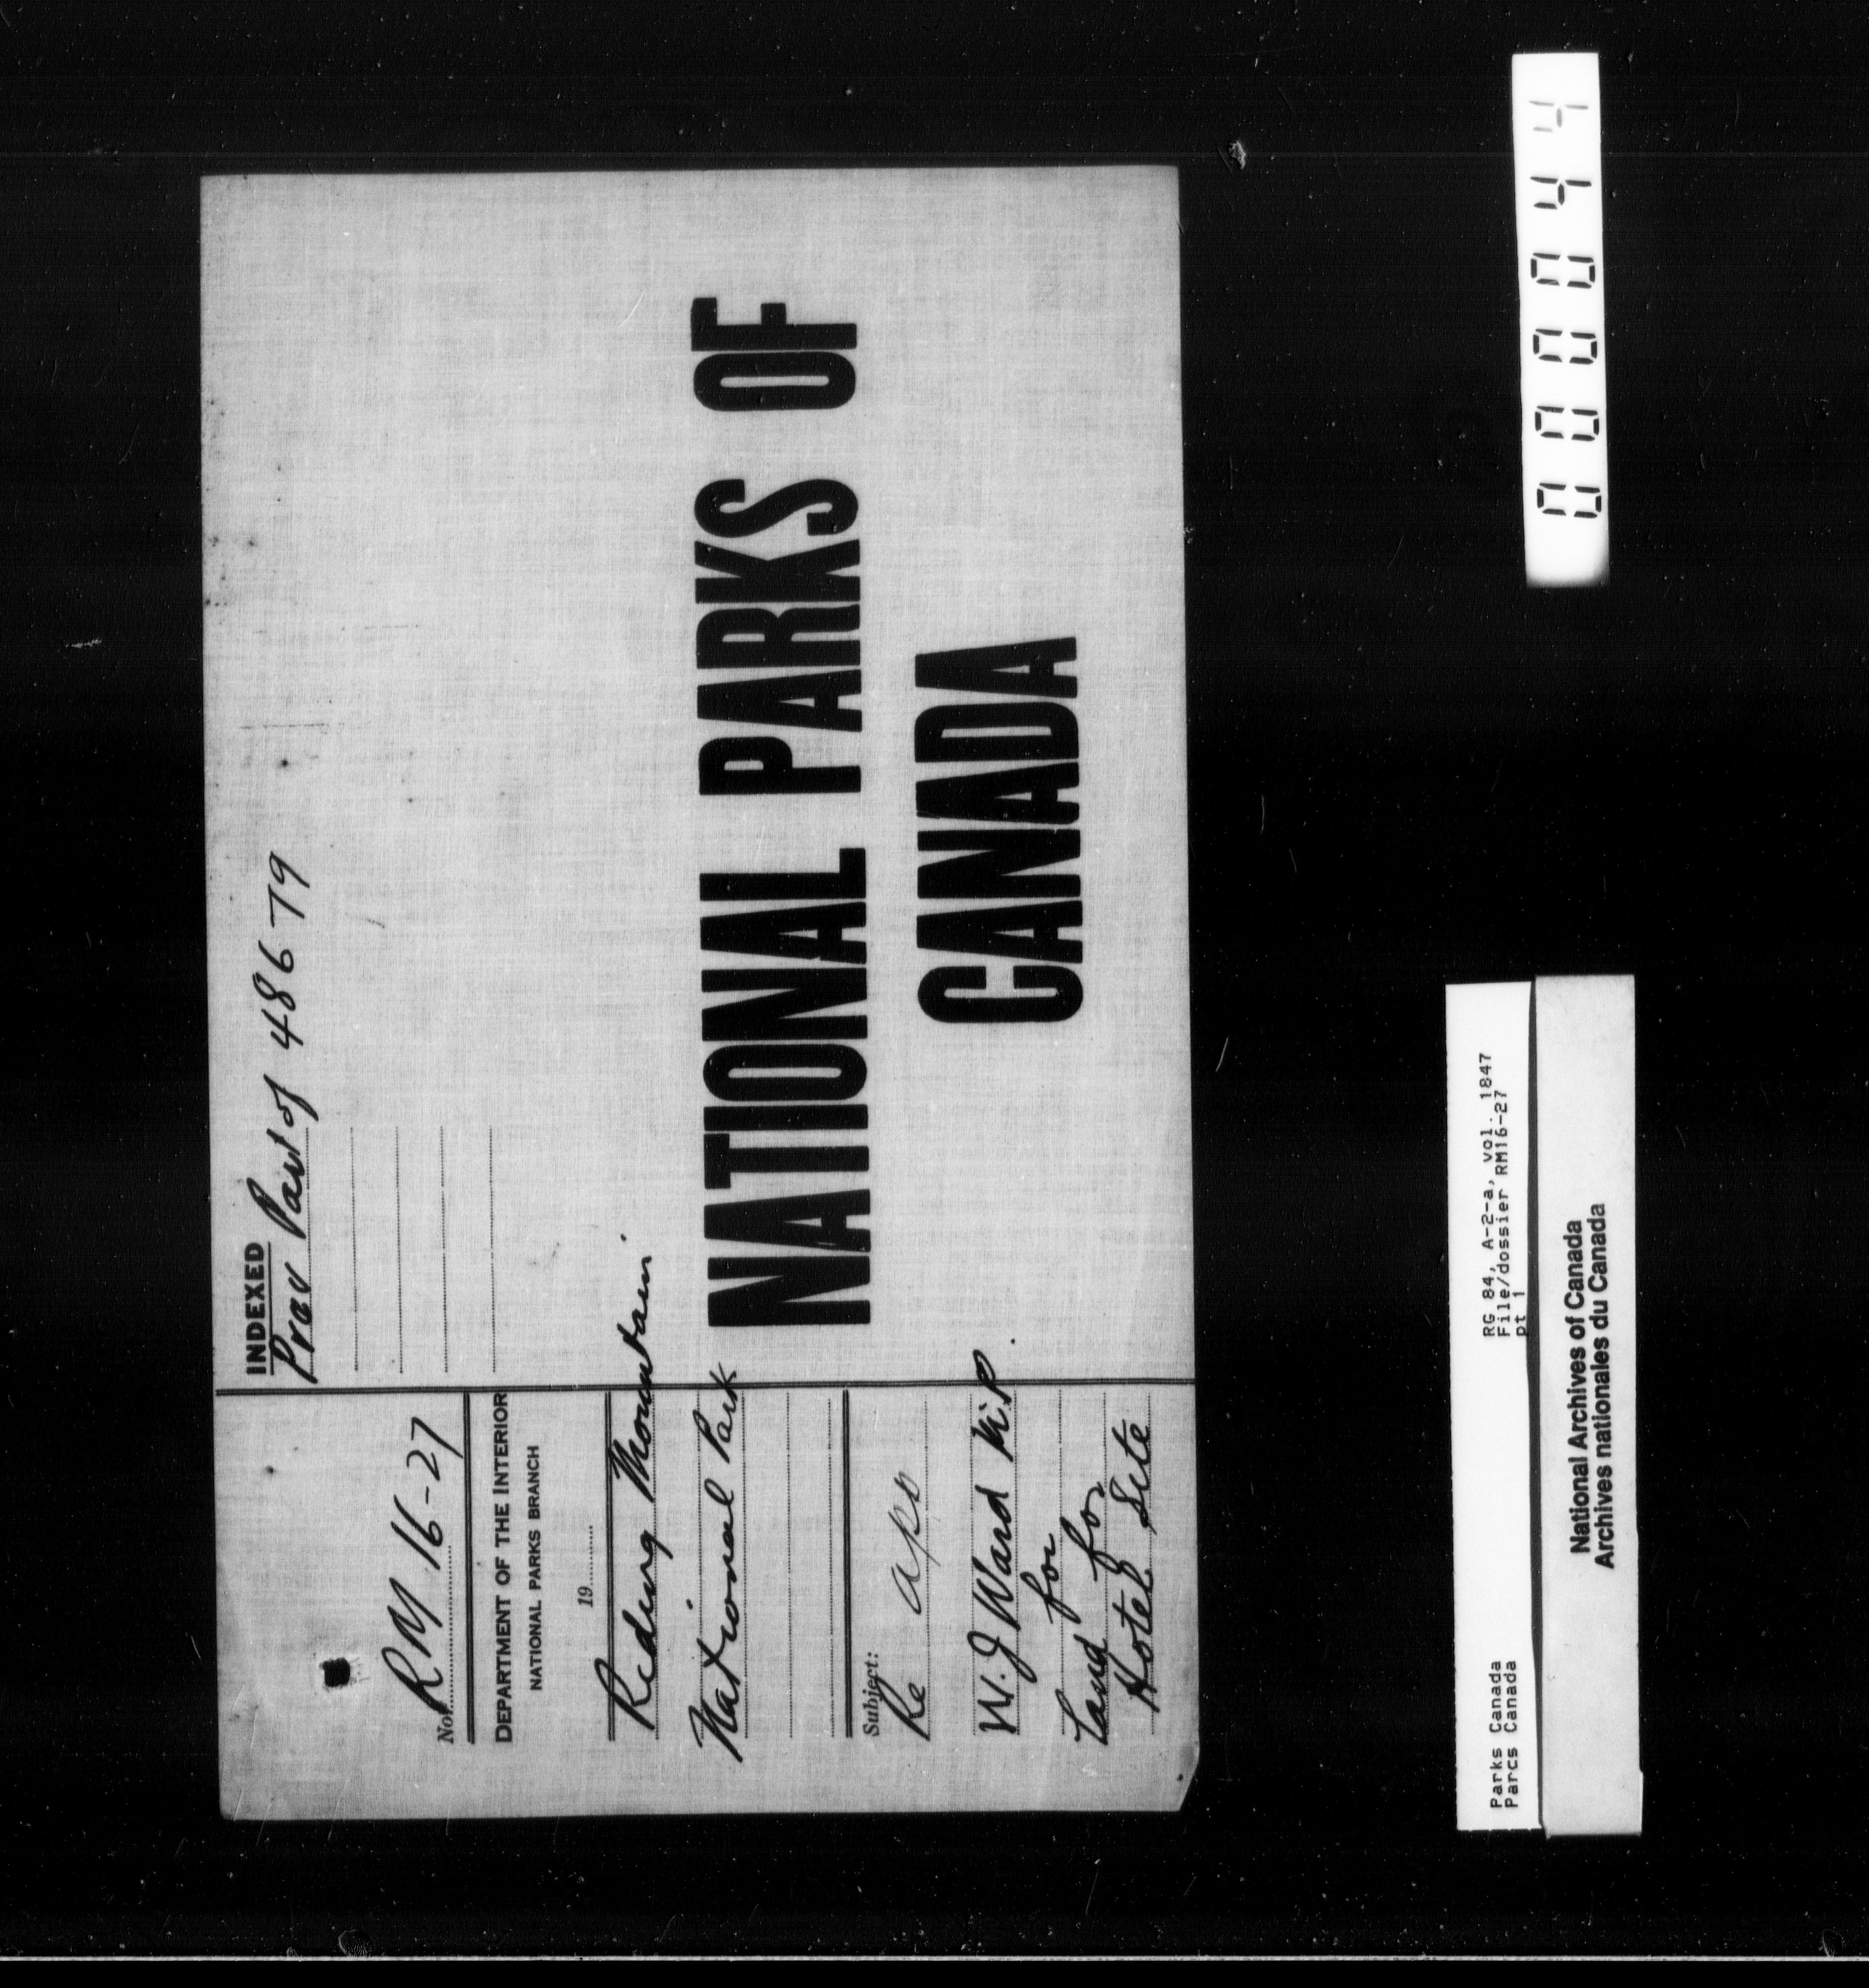 No. RM 16-27
DEPARTMENT OF THE INTERIOR
NATIONAL PARKS BRANCH
19
Riding Mountain
National Park
Subject:
Re app
W. J Ward M.P.
for
Land for
Hotel Site
INDEXED
Prev Part of 48679
NATIONAL PARKS OF
CANADA
Parks Canada
Parcs Canada
RG 84, A-2-a, vol. 1847
File/dossier RM16-27
pt 1
National Archives of Canada
Archives nationales du Canada
000044